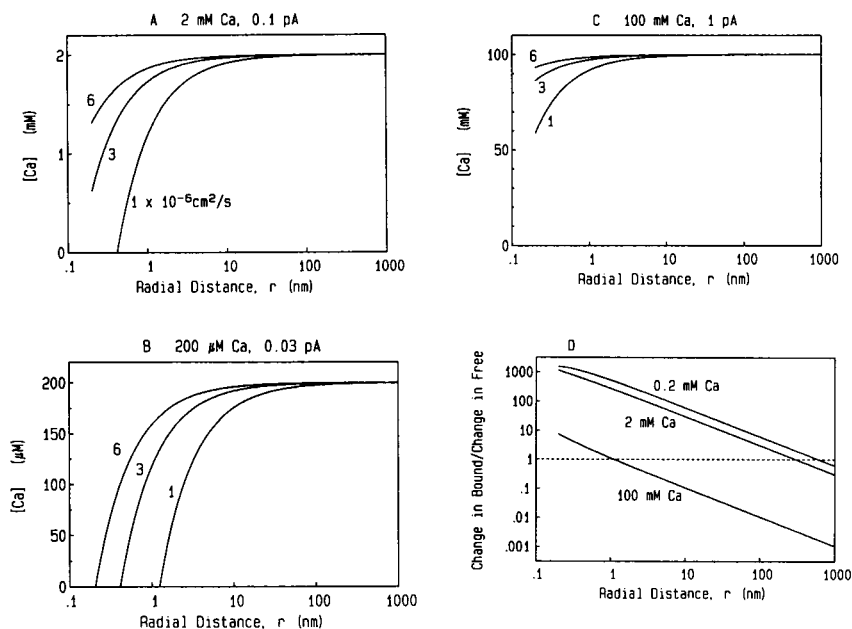 A 2 mM Ca, 0.1 pA
[Ca] (mM)
2
1
0
6
3
1 x 10⁻⁶cm²/s
.1 1 10 100 1000
Radial Distance, r (nm)
C 100 mM Ca, 1 pA
[Ca] (mM)
100
50
0
6
3
1
.1 1 10 100 1000
Radial Distance, r (nm)
B 200 µM Ca, 0.03 pA
[Ca] (µM)
200
150
100
50
0
6
3
1
.1 1 10 100 1000
Radial Distance, r (nm)
D
Change in Bound/Change in Free
1000
100
10
1
.1
.01
.001
0.2 mM Ca
2 mM Ca
100 mM Ca
.1 1 10 100 1000
Radial Distance, r (nm)